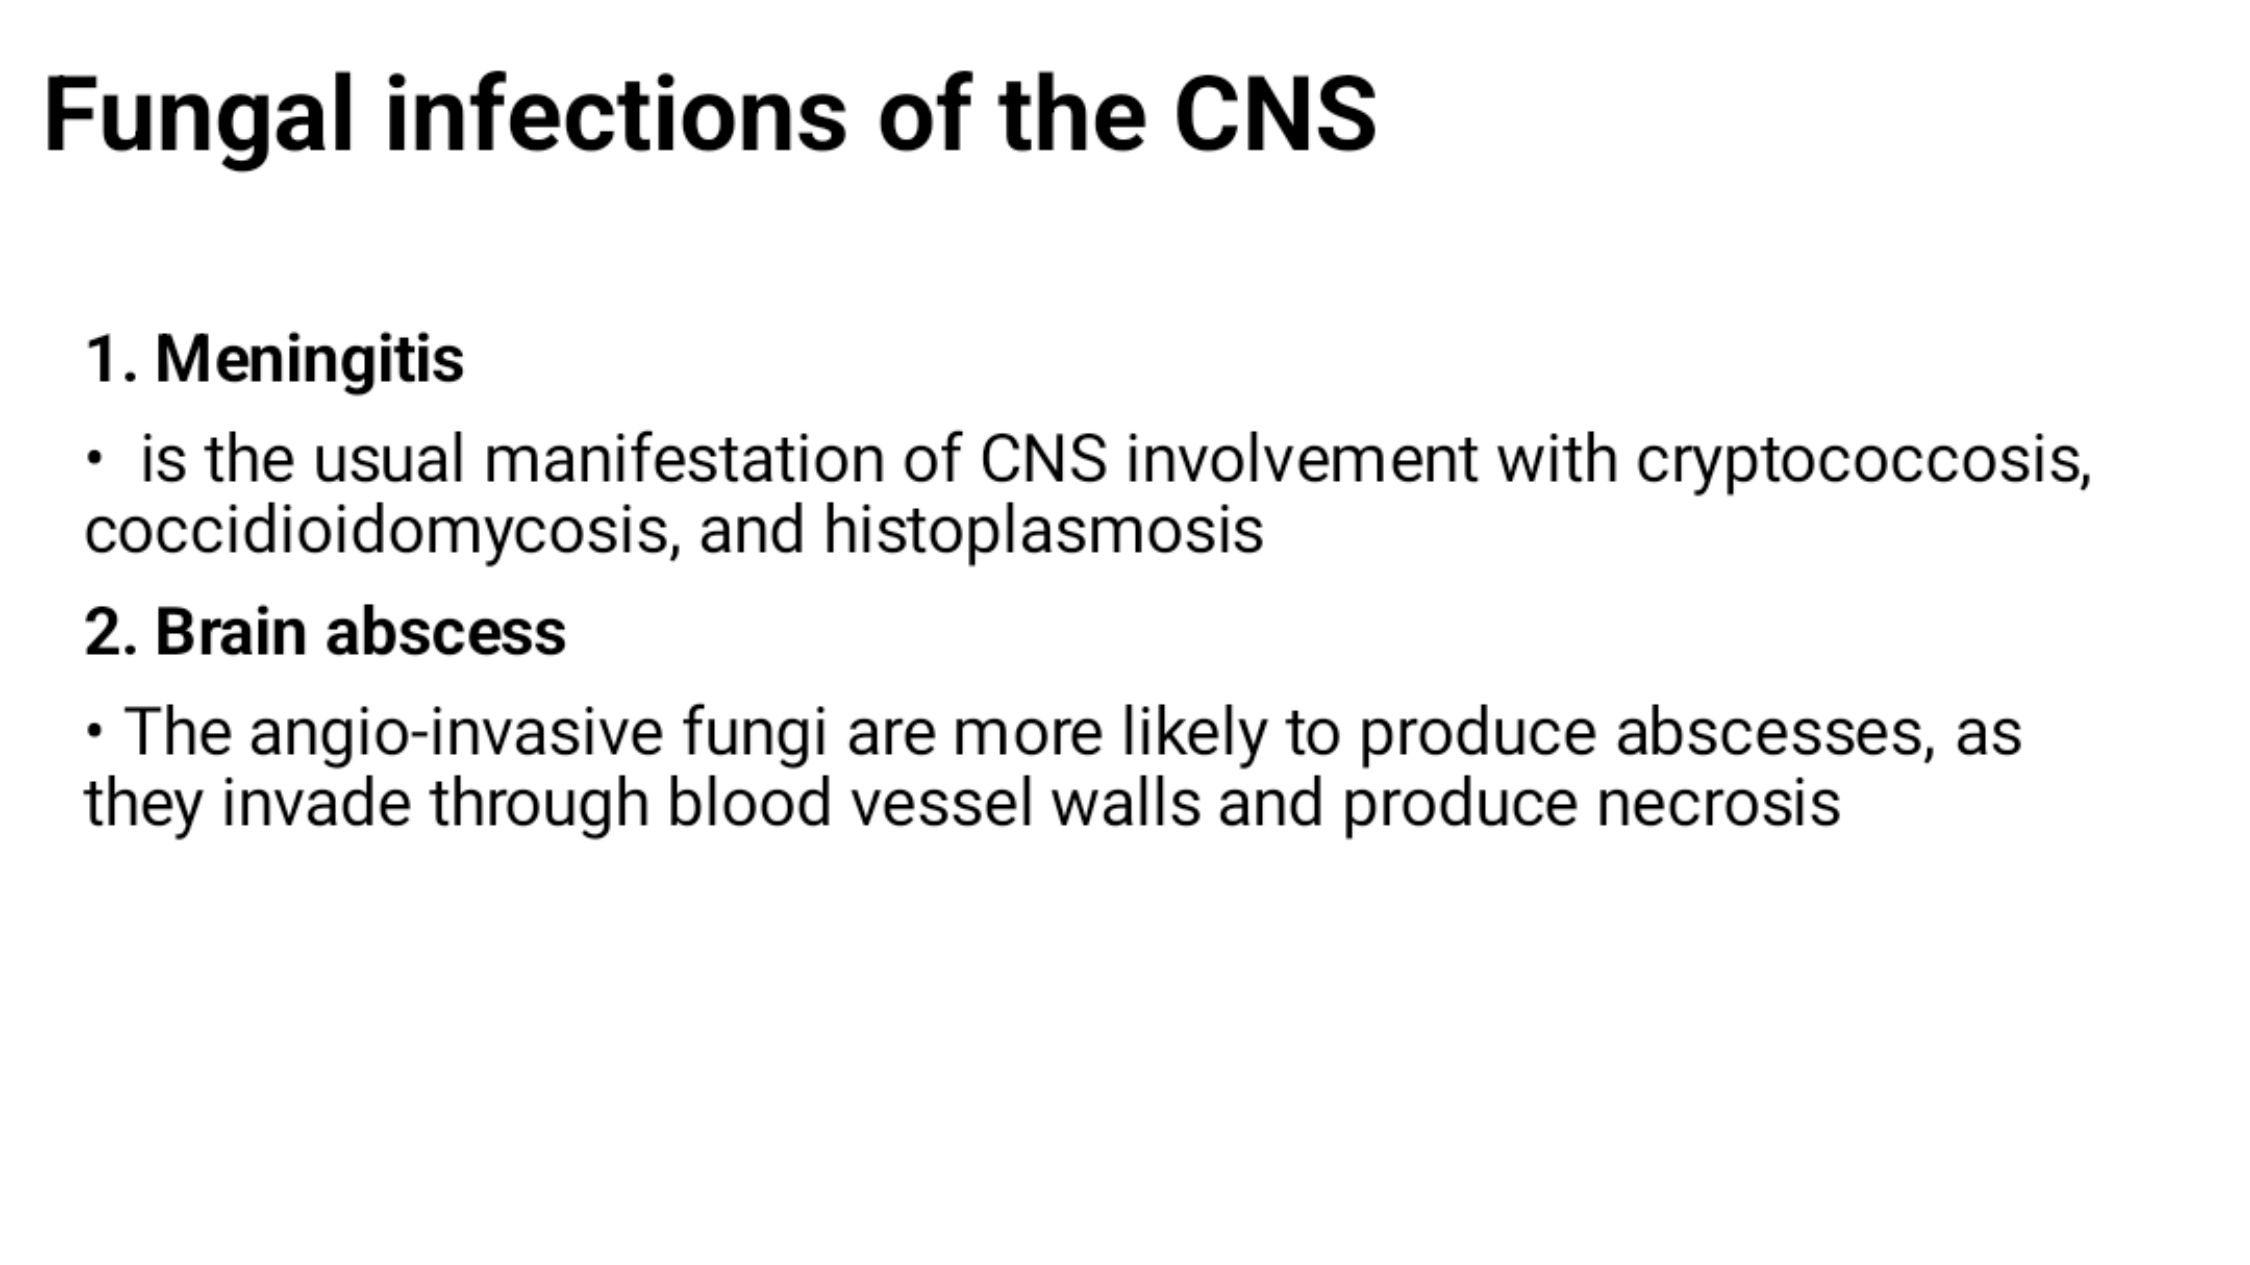 Fungal infections of the CNS
1. Meningitis
• is the usual manifestation of CNS involvement with cryptococcosis,
coccidioidomycosis, and histoplasmosis
2. Brain abscess
• The angio-invasive fungi are more likely to produce abscesses, as
they invade through blood vessel walls and produce necrosis